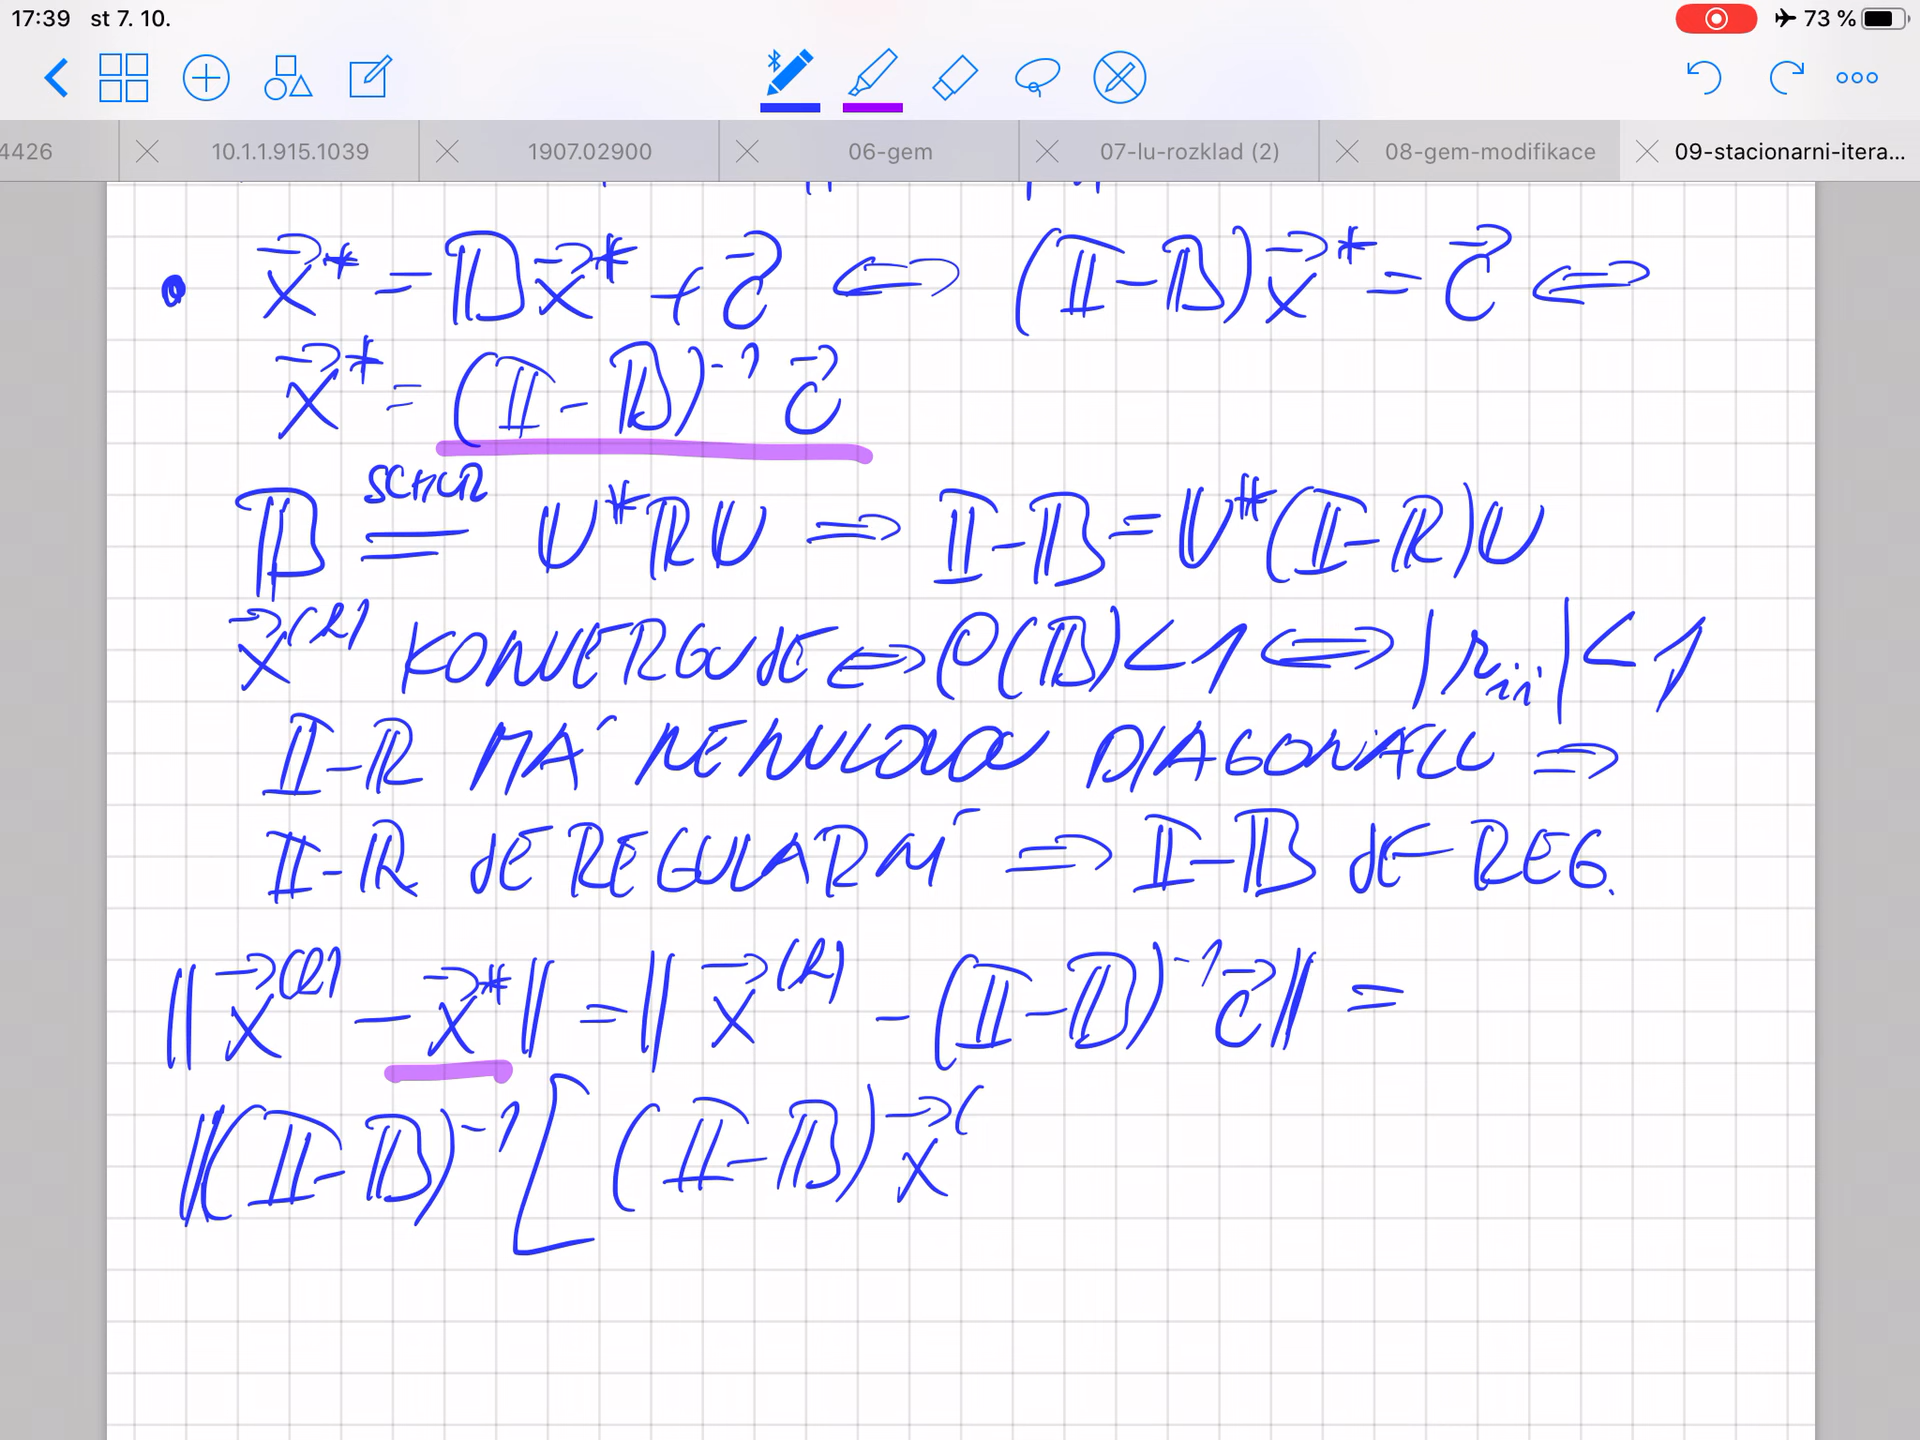 17:39 st 7. 10. 73 %
4426 10.1.1.915.1039 1907.02900 06-gem 07-lu-rozklad (2) 08-gem-modifikace 09-stacionarni-itera...
• x⃗* = 𝔹x⃗* + c⃗ ⟺ (𝕀 − 𝔹)x⃗* = c⃗ ⟺
x⃗* = (𝕀 − 𝔹)⁻¹ c⃗
𝔹 =^{SCHUR} 𝕌*ℝ𝕌 ⇒ 𝕀 − 𝔹 = 𝕌*(𝕀 − ℝ)𝕌
x⃗^(k) KONVERGUJE ⟺ ρ(𝔹) < 1 ⟺ |r_ii| < 1
𝕀 − ℝ MÁ NENULOVOU DIAGONÁLU ⇒
𝕀 − ℝ JE REGULÁRNÍ ⇒ 𝕀 − 𝔹 JE REG.
‖x⃗^(k) − x⃗*‖ = ‖x⃗^(k) − (𝕀 − 𝔹)⁻¹ c⃗‖ =
‖(𝕀 − 𝔹)⁻¹ [ (𝕀 − 𝔹) x⃗^(